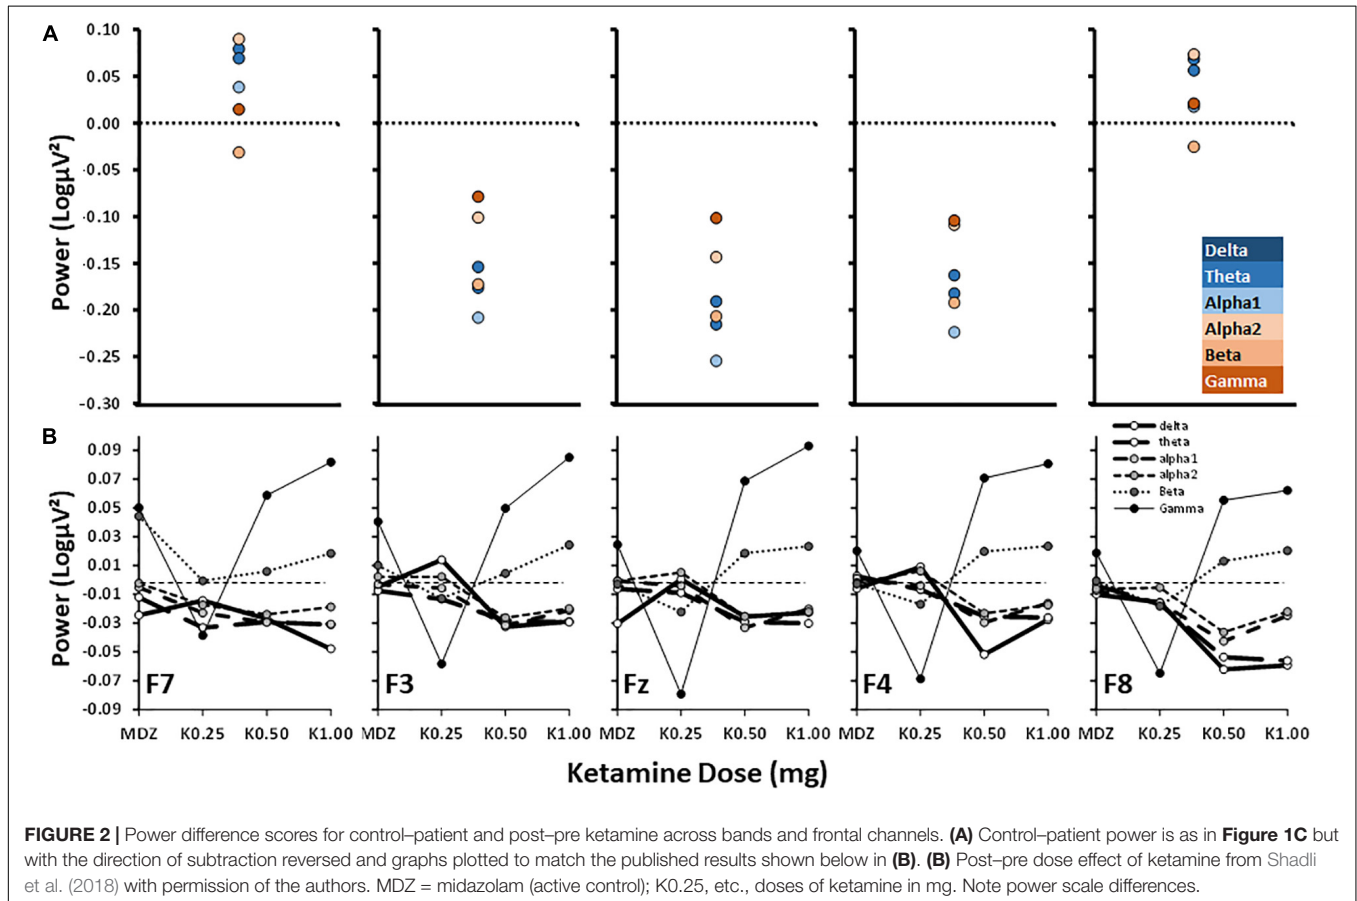 A
0.10
0.05
0.00
-0.05
-0.10
-0.15
-0.20
-0.25
-0.30
Power (LogµV²)
Delta
Theta
Alpha1
Alpha2
Beta
Gamma
B
0.09
0.07
0.05
0.03
0.01
-0.01
-0.03
-0.05
-0.07
-0.09
Power (LogµV²)
delta
theta
alpha1
alpha2
Beta
Gamma
F7 F3 Fz F4 F8
MDZ K0.25 K0.50 K1.00 MDZ K0.25 K0.50 K1.00 MDZ K0.25 K0.50 K1.00 MDZ K0.25 K0.50 K1.00 MDZ K0.25 K0.50 K1.00
Ketamine Dose (mg)
FIGURE 2 | Power difference scores for control–patient and post–pre ketamine across bands and frontal channels. (A) Control–patient power is as in Figure 1C but
with the direction of subtraction reversed and graphs plotted to match the published results shown below in (B). (B) Post–pre dose effect of ketamine from Shadli
et al. (2018) with permission of the authors. MDZ = midazolam (active control); K0.25, etc., doses of ketamine in mg. Note power scale differences.